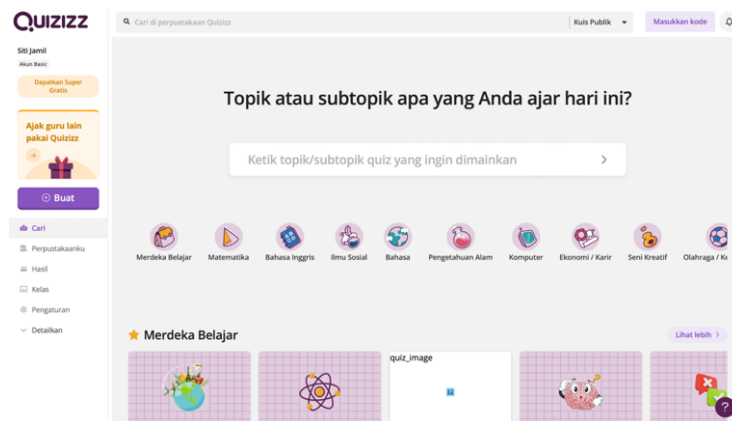 QUIZIZZ
Cari di perpustakaan Quizizz
Kuis Publik
Masukkan kode
Siti Jamil
Akun Basic
Dapatkan Super
Gratis
Ajak guru lain
pakai Quizizz
Buat
Cari
Perpustakaanku
Hasil
Kelas
Pengaturan
Detailkan
Topik atau subtopik apa yang Anda ajar hari ini?
Ketik topik/subtopik quiz yang ingin dimainkan
Merdeka Belajar
Matematika
Bahasa Inggris
Ilmu Sosial
Bahasa
Pengetahuan Alam
Komputer
Ekonomi / Karir
Seni Kreatif
Olahraga / Ke
Merdeka Belajar
Lihat lebih
quiz_image
?